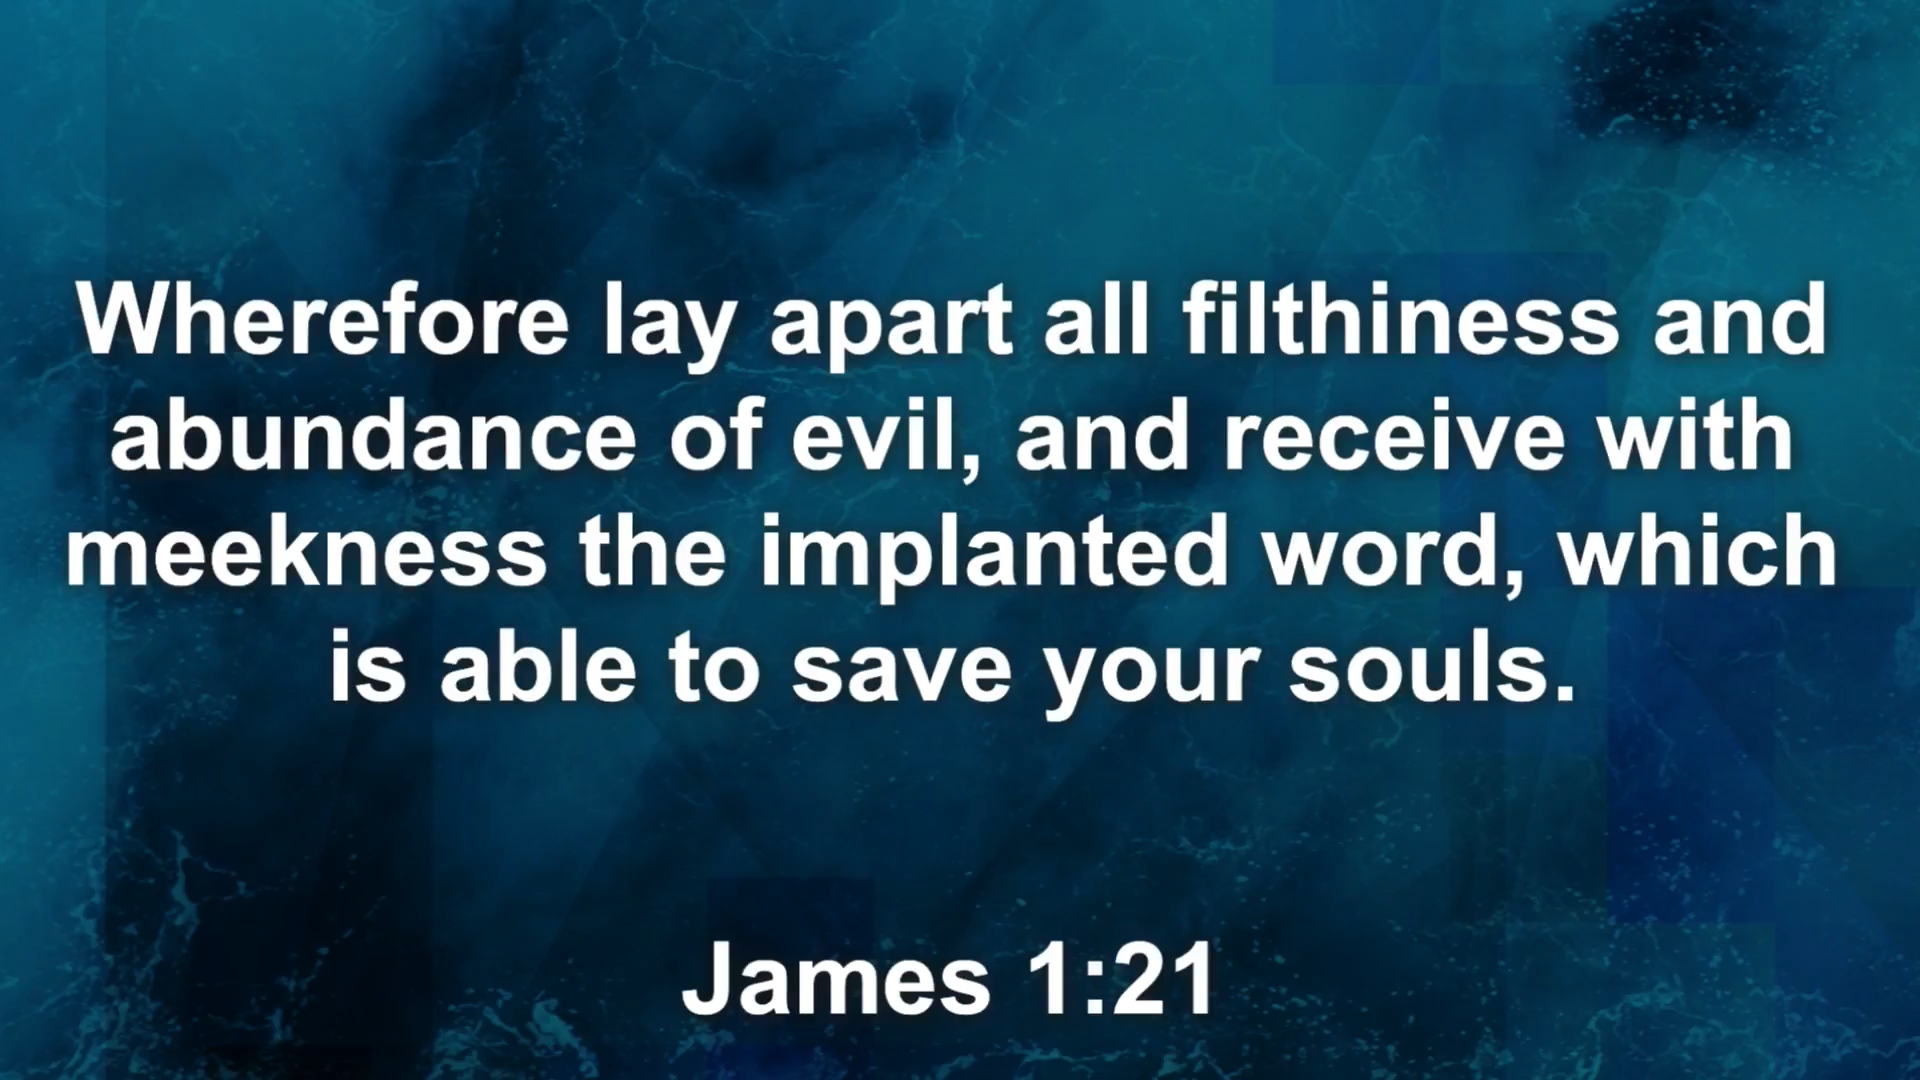 Wherefore lay apart all filthiness and
abundance of evil, and receive with
meekness the implanted word, which
is able to save your souls.
James 1:21